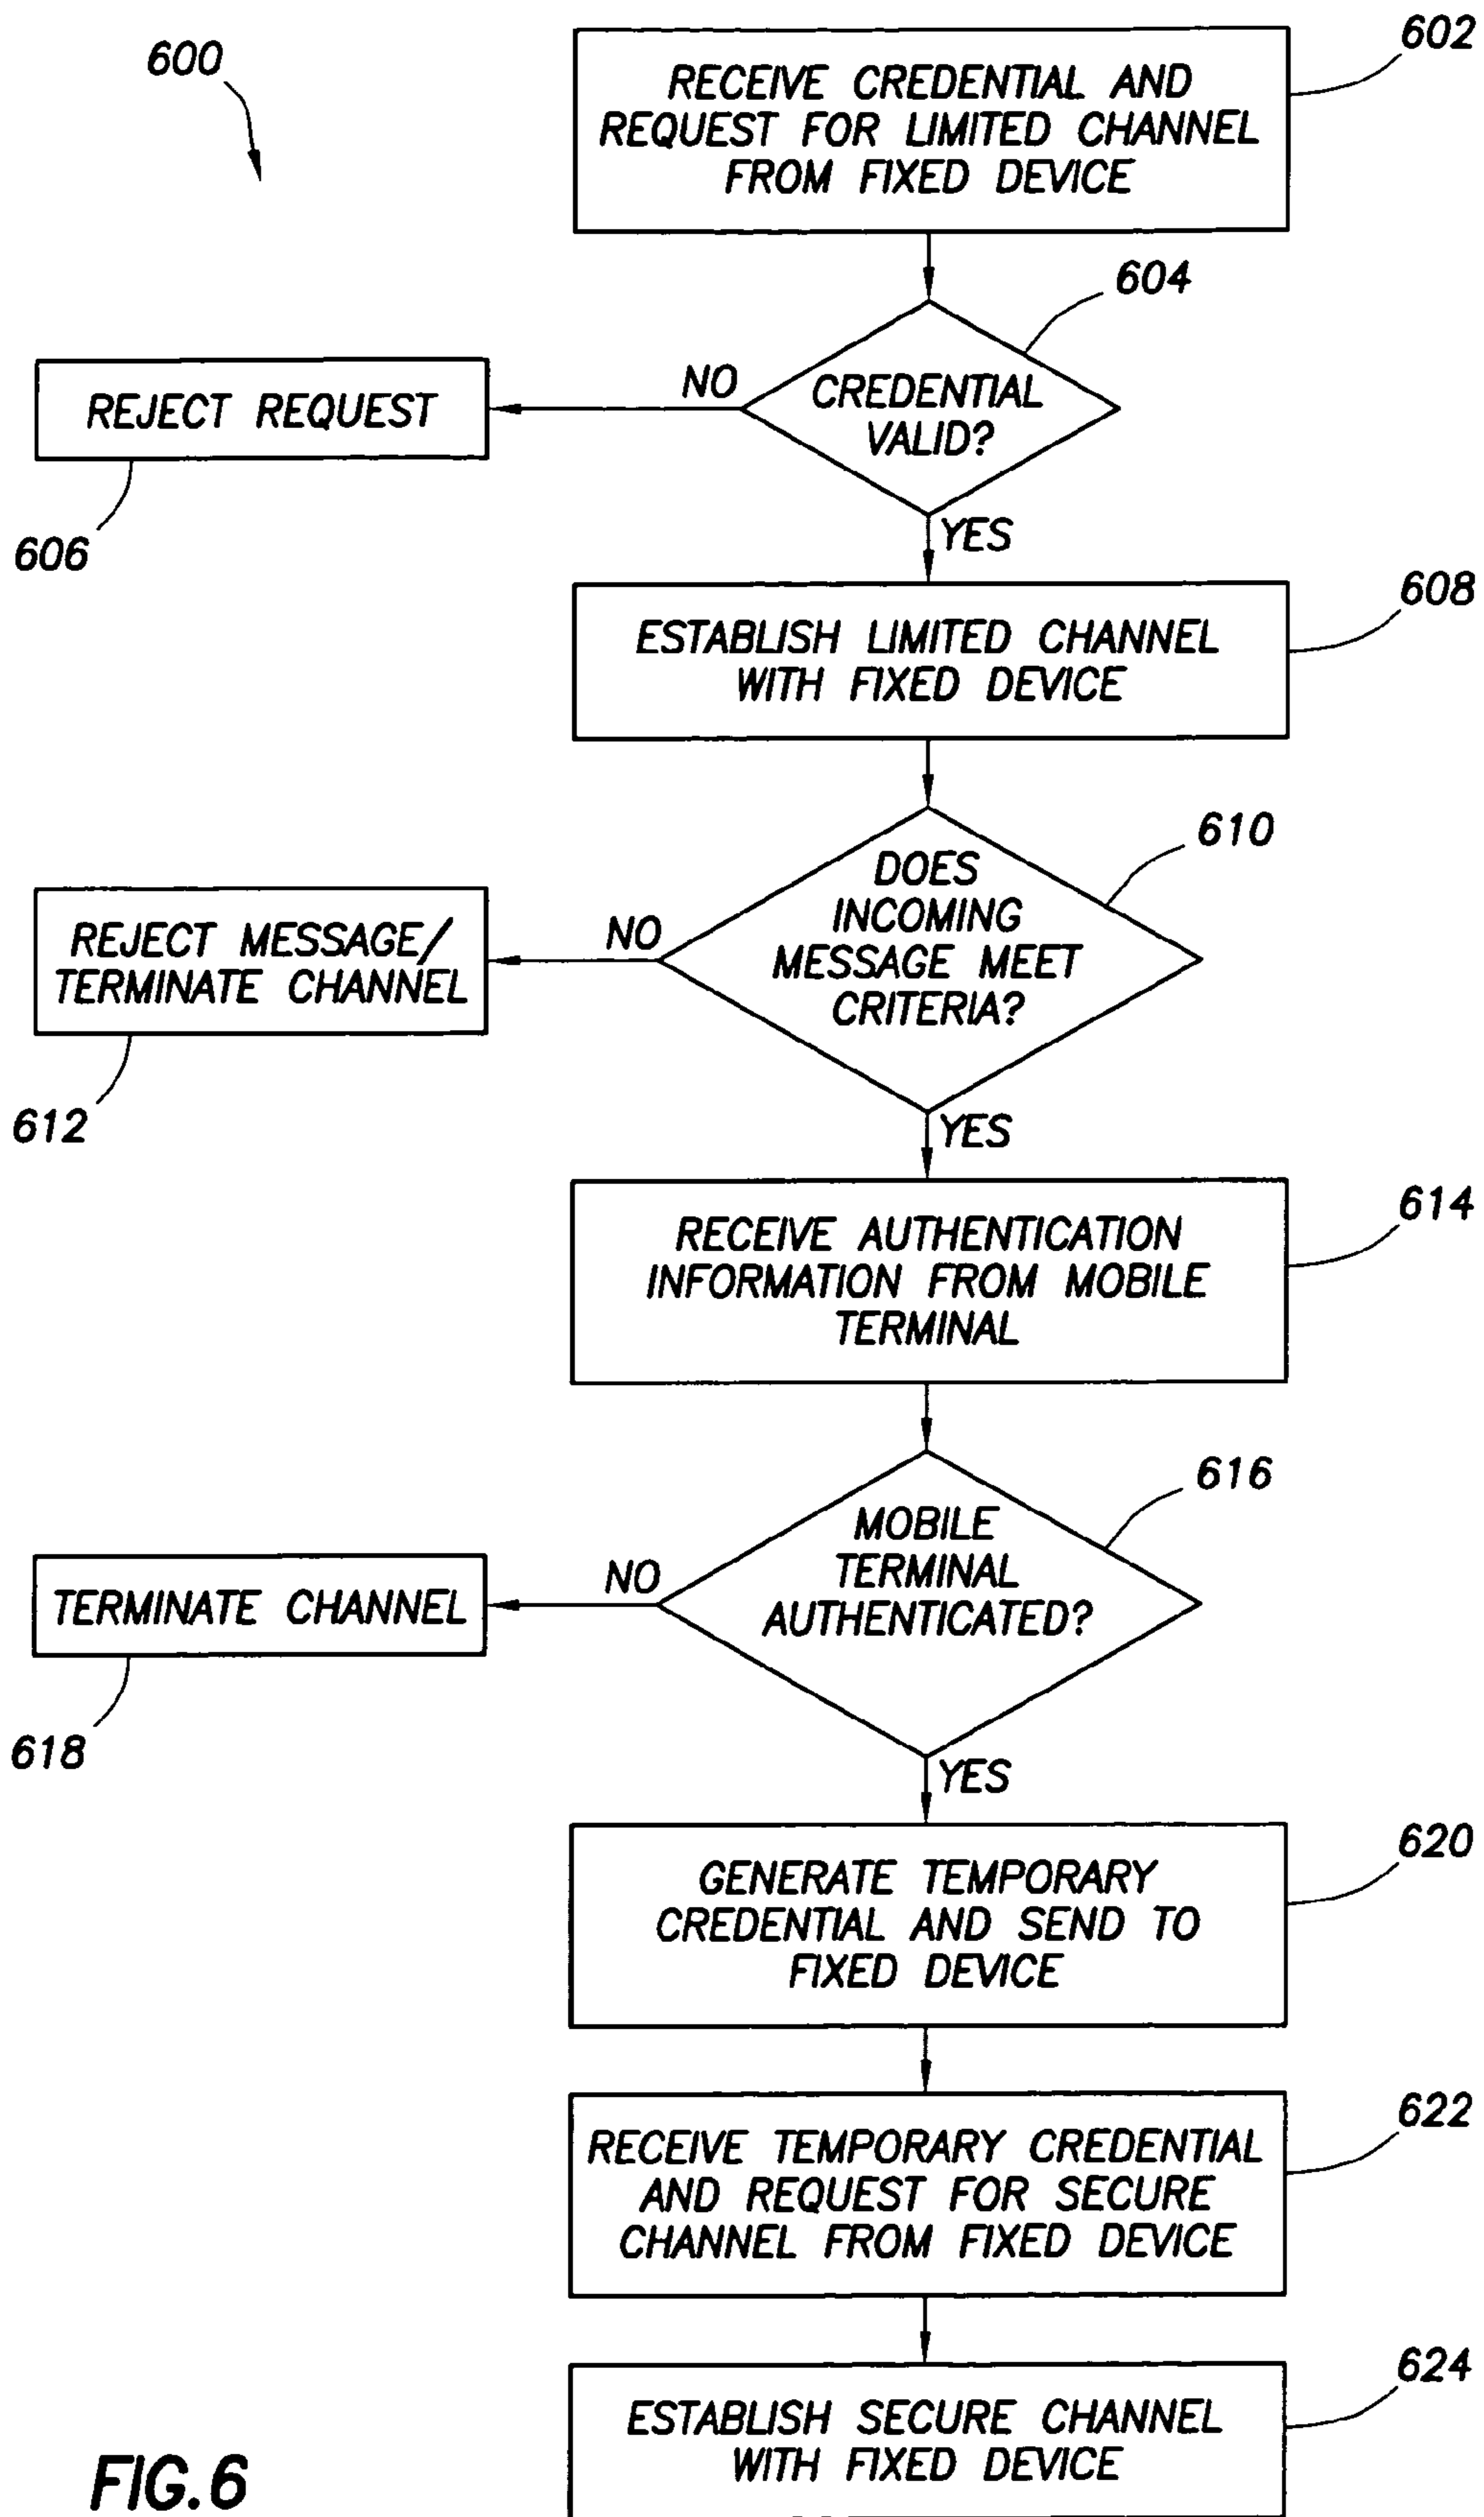 600
602
RECEIVE CREDENTIAL AND
REQUEST FOR LIMITED CHANNEL
FROM FIXED DEVICE
604
CREDENTIAL
VALID?
NO
REJECT REQUEST
606
YES
608
ESTABLISH LIMITED CHANNEL
WITH FIXED DEVICE
610
DOES
INCOMING
MESSAGE MEET
CRITERIA?
NO
REJECT MESSAGE/
TERMINATE CHANNEL
612
YES
614
RECEIVE AUTHENTICATION
INFORMATION FROM MOBILE
TERMINAL
616
MOBILE
TERMINAL
AUTHENTICATED?
NO
TERMINATE CHANNEL
618
YES
620
GENERATE TEMPORARY
CREDENTIAL AND SEND TO
FIXED DEVICE
622
RECEIVE TEMPORARY CREDENTIAL
AND REQUEST FOR SECURE
CHANNEL FROM FIXED DEVICE
624
ESTABLISH SECURE CHANNEL
WITH FIXED DEVICE
FIG.6